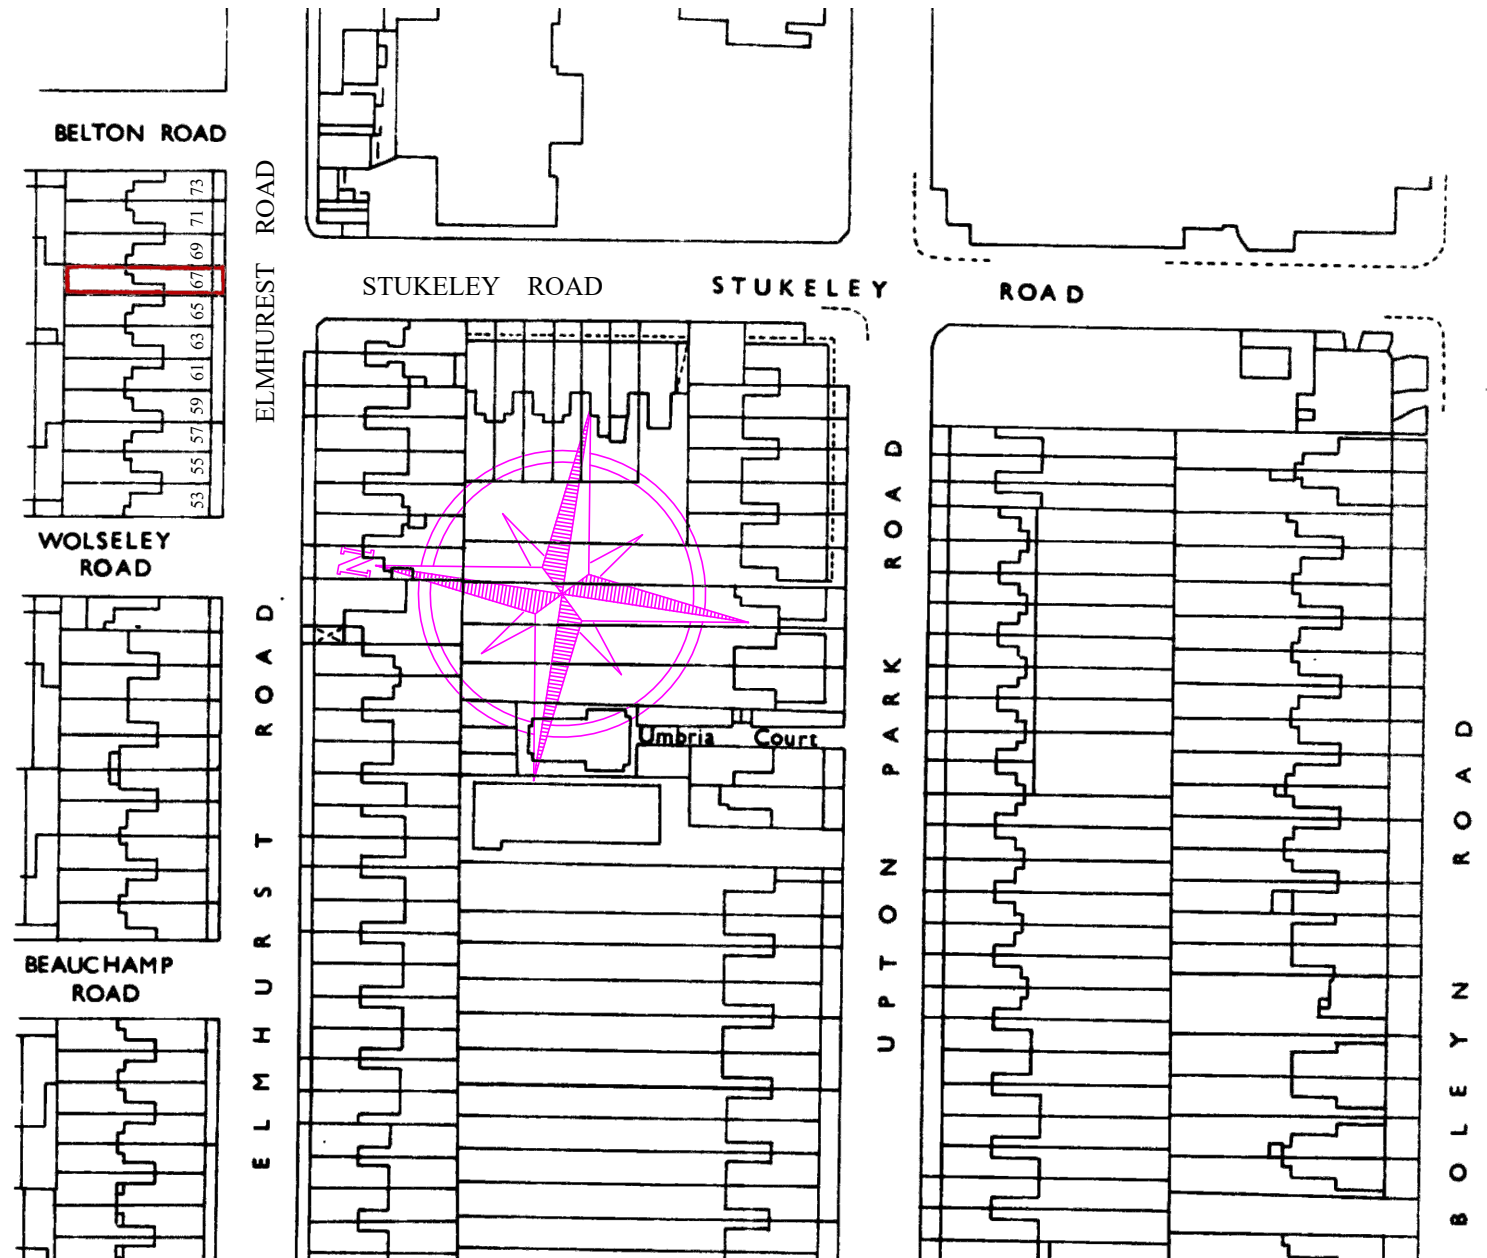 BELTON ROAD
73
71
69
67
65
63
61
59
57
55
53
ELMHUREST ROAD
STUKELEY ROAD
STUKELEY ROAD
WOLSELEY
ROAD
N
ELMHURST ROAD
Umbria Court
UPTON PARK ROAD
BOLEYN ROAD
BEAUCHAMP
ROAD